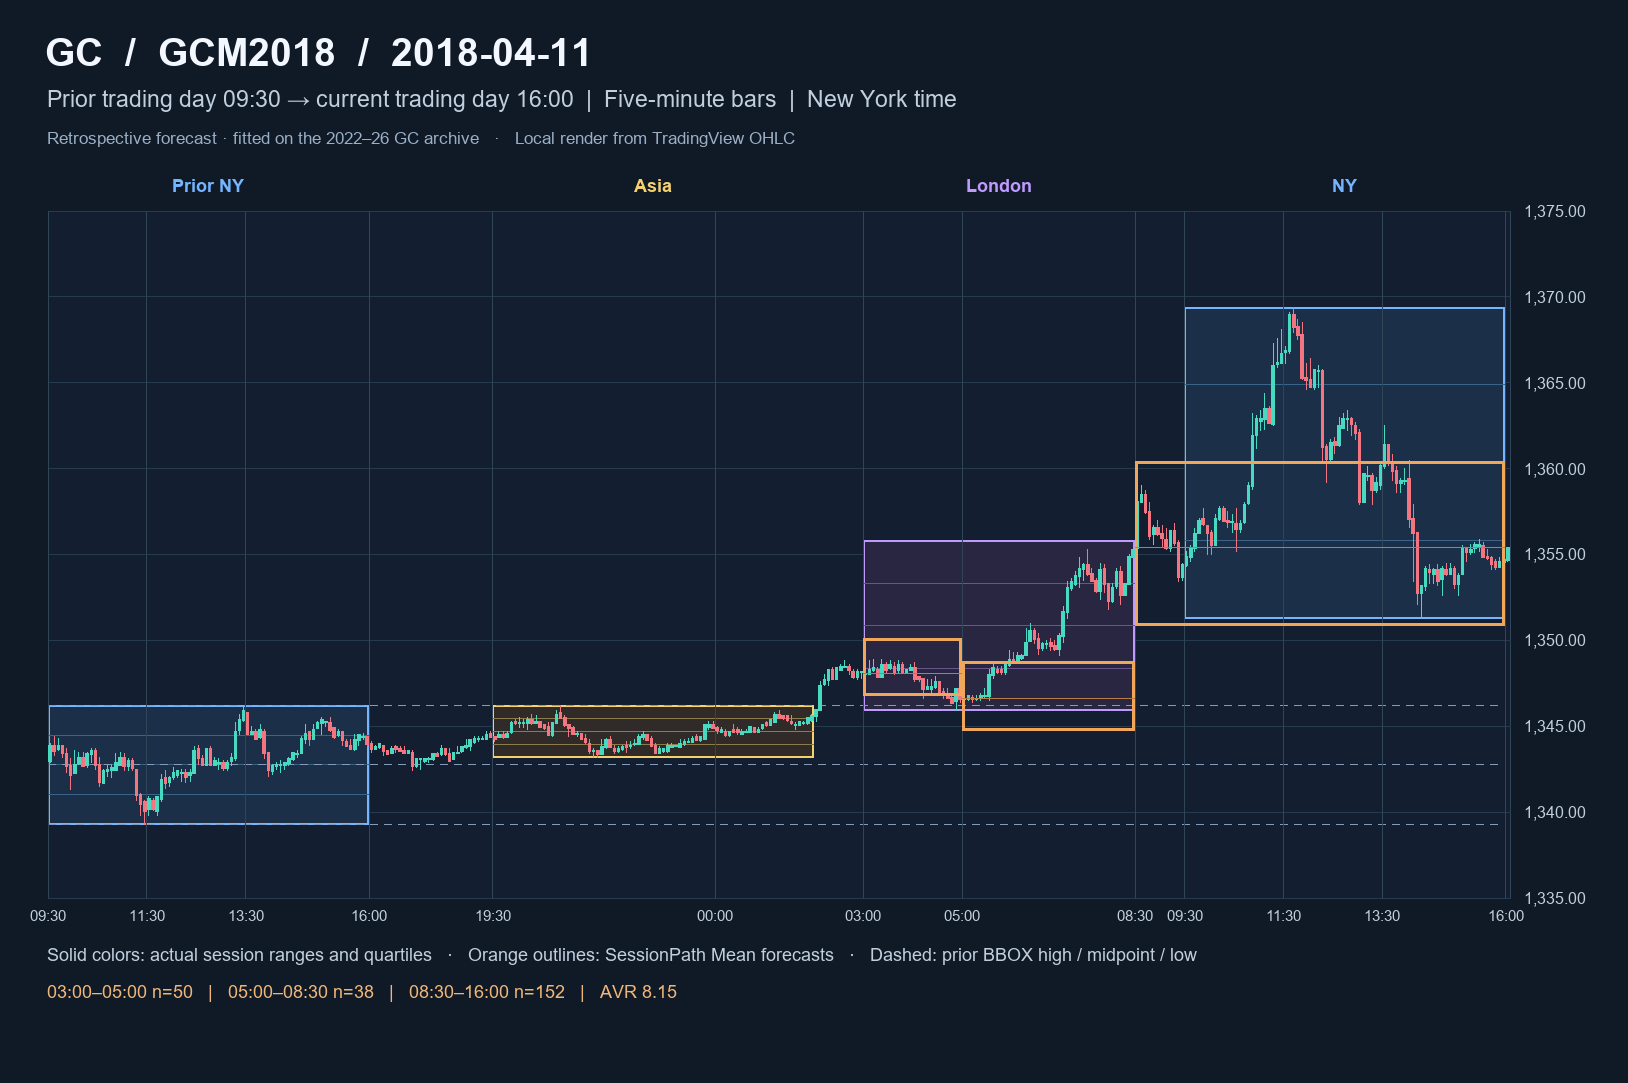 GC / GCM2018 / 2018-04-11
Prior trading day 09:30 → current trading day 16:00 | Five-minute bars | New York time
Retrospective forecast · fitted on the 2022–26 GC archive · Local render from TradingView OHLC
Prior NY Asia London NY
1,375.00
1,370.00
1,365.00
1,360.00
1,355.00
1,350.00
1,345.00
1,340.00
1,335.00
09:30 11:30 13:30 16:00 19:30 00:00 03:00 05:00 08:30 09:30 11:30 13:30 16:00
Solid colors: actual session ranges and quartiles · Orange outlines: SessionPath Mean forecasts · Dashed: prior BBOX high / midpoint / low
03:00–05:00 n=50 | 05:00–08:30 n=38 | 08:30–16:00 n=152 | AVR 8.15